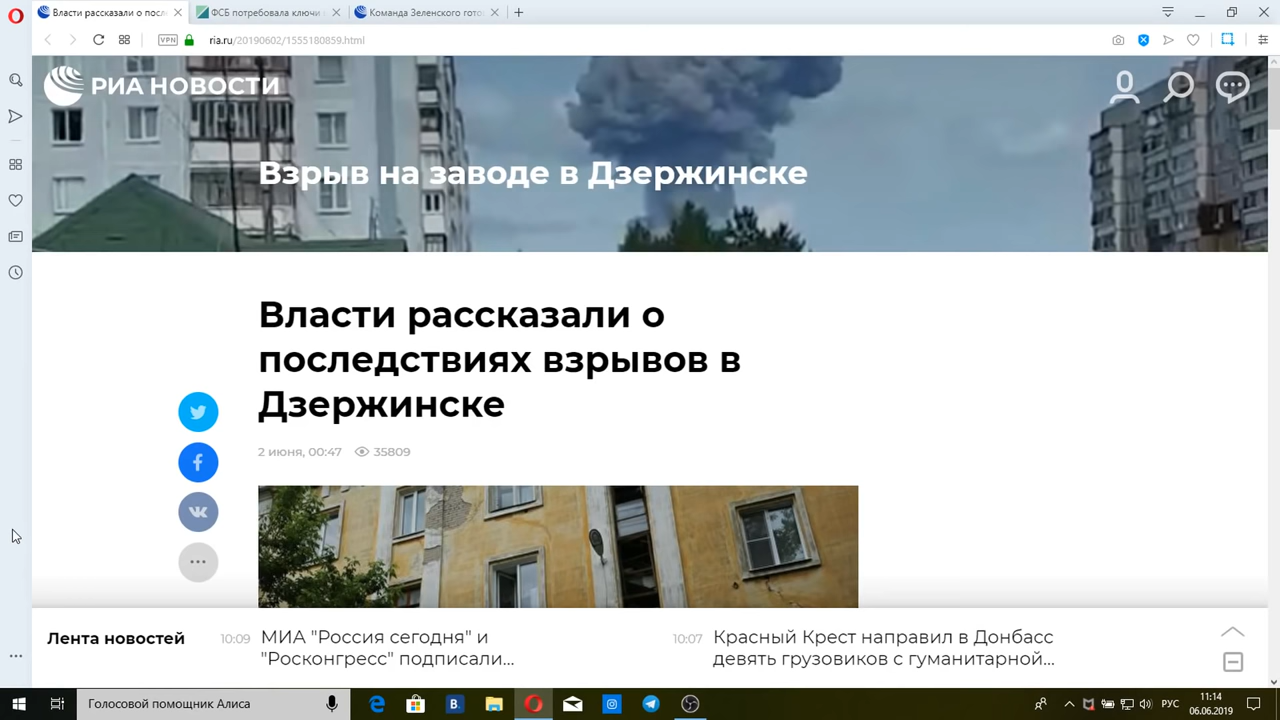 Власти рассказали о посл
ФСБ потребовала ключи
Команда Зеленского гото
VPN
ria.ru/20190602/1555180859.html
РИА НОВОСТИ
Взрыв на заводе в Дзержинске
Власти рассказали о
последствиях взрывов в
Дзержинске
2 июня, 00:47 35809
Лента новостей
10:09 МИА "Россия сегодня" и
"Росконгресс" подписали...
10:07 Красный Крест направил в Донбасс
девять грузовиков с гуманитарной...
Голосовой помощник Алиса
РУС
11:14
06.06.2019